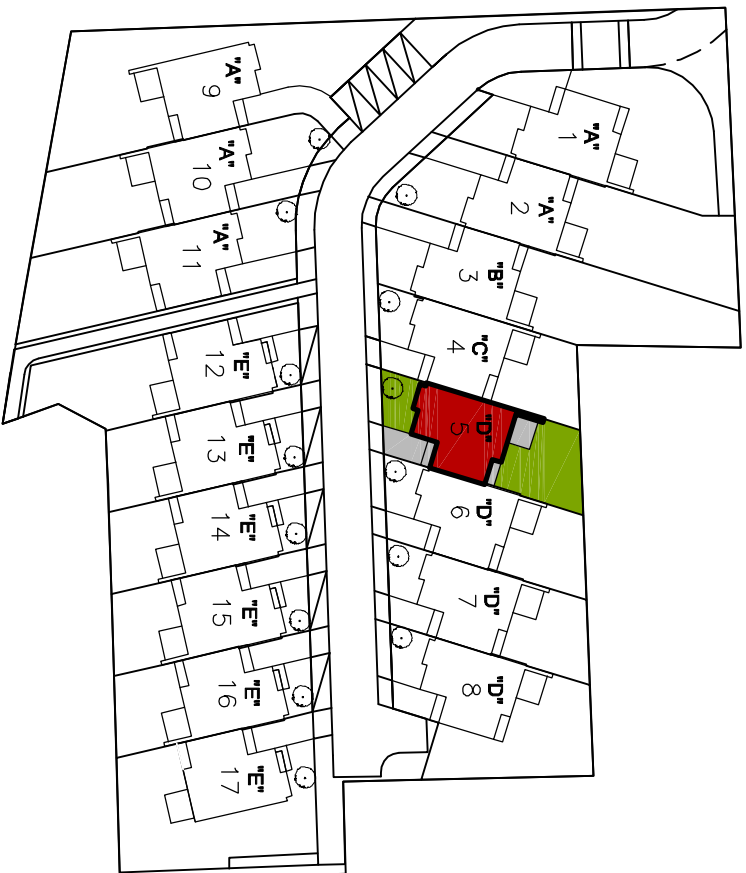 1 "A"
2 "A"
3 "B"
4 "C"
5 "D"
6 "D"
7 "D"
8 "D"
9 "A"
10 "A"
11 "A"
12 "E"
13 "E"
14 "E"
15 "E"
16 "E"
17 "E"